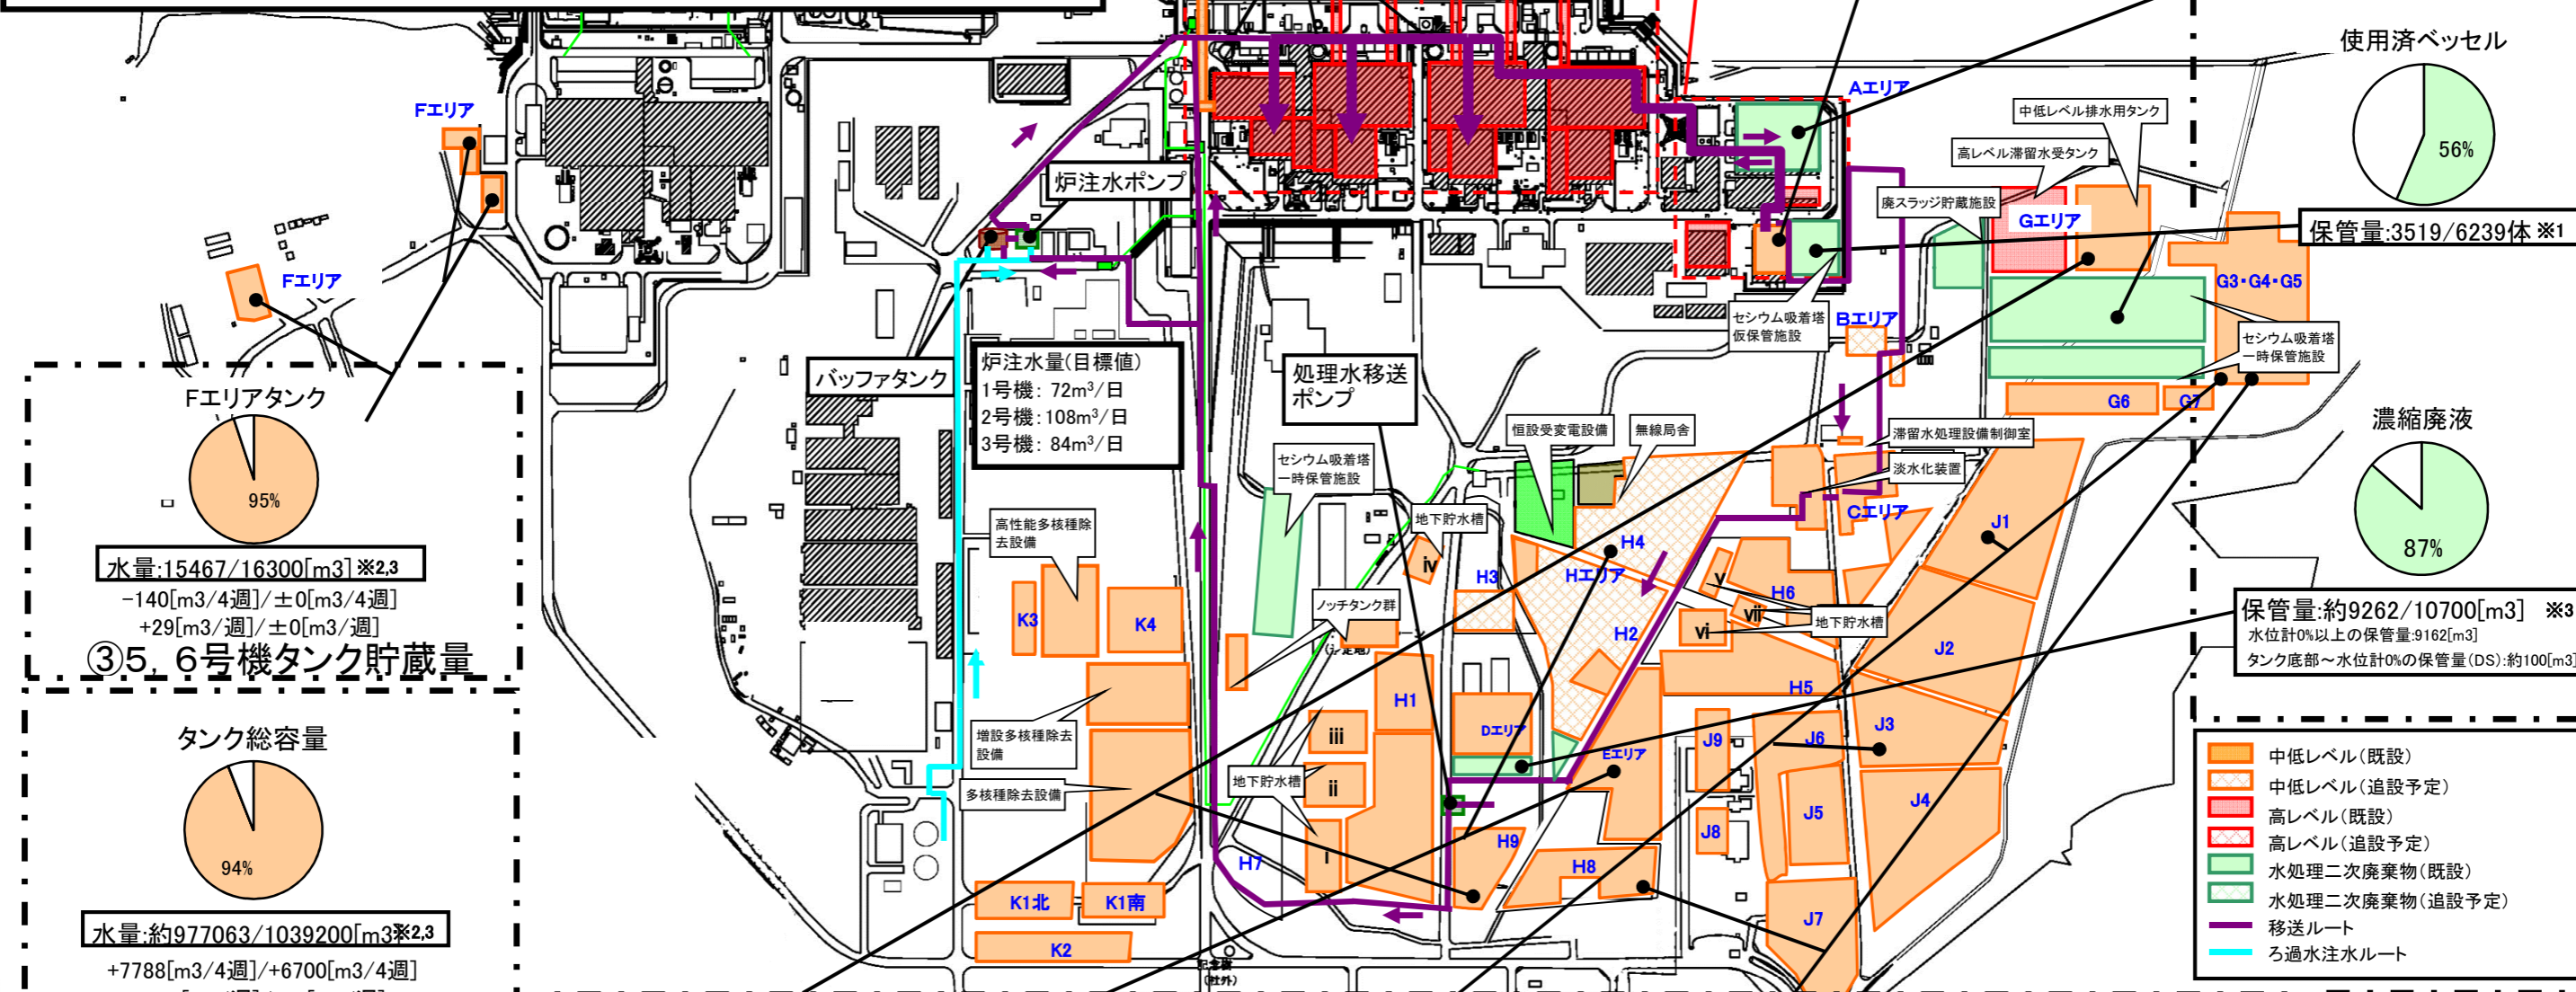 使用済ベッセル
56%
保管量:3519/6239体 ※1
Aエリア
中低レベル排水用タンク
高レベル滞留水受タンク
廃スラッジ貯蔵施設
Gエリア
G3・G4・G5
セシウム吸着塔
一時保管施設
Fエリア
Fエリア
炉注水ポンプ
セシウム吸着塔
仮保管施設
Bエリア
G6
G7
バッファタンク
炉注水量(目標値)
1号機: 72m³/日
2号機:108m³/日
3号機: 84m³/日
処理水移送
ポンプ
Fエリアタンク
95%
水量:15467/16300[m3]※2,3
-140[m3/4週]/±0[m3/4週]
+29[m3/週]/±0[m3/週]
③5,6号機タンク貯蔵量
濃縮廃液
87%
保管量:約9262/10700[m3] ※3
水位計0%以上の保管量:9162[m3]
タンク底部～水位計0%の保管量(DS):約100[m3]
恒設受変電設備
無線局舎
滞留水処理設備制御室
淡水化装置
Cエリア
セシウム吸着塔
一時保管施設
高性能多核種除
去設備
地下貯水槽
iv
H3
H4
Hエリア
H2
v
H6
vii
vi
地下貯水槽
J1
J2
K3
K4
ノッチタンク群
H5
H1
Dエリア
Eエリア
J9
J6
J3
増設多核種除去
設備
iii
ii
i
地下貯水槽
多核種除去設備
J8
J5
J4
H9
H8
H7
J7
K1北
K1南
K2
記念樹
(社外)
タンク総容量
94%
水量:約977063/1039200[m3※2,3
+7788[m3/4週]/+6700[m3/4週]
中低レベル(既設)
中低レベル(追設予定)
高レベル(既設)
高レベル(追設予定)
水処理二次廃棄物(既設)
水処理二次廃棄物(追設予定)
移送ルート
ろ過水注水ルート